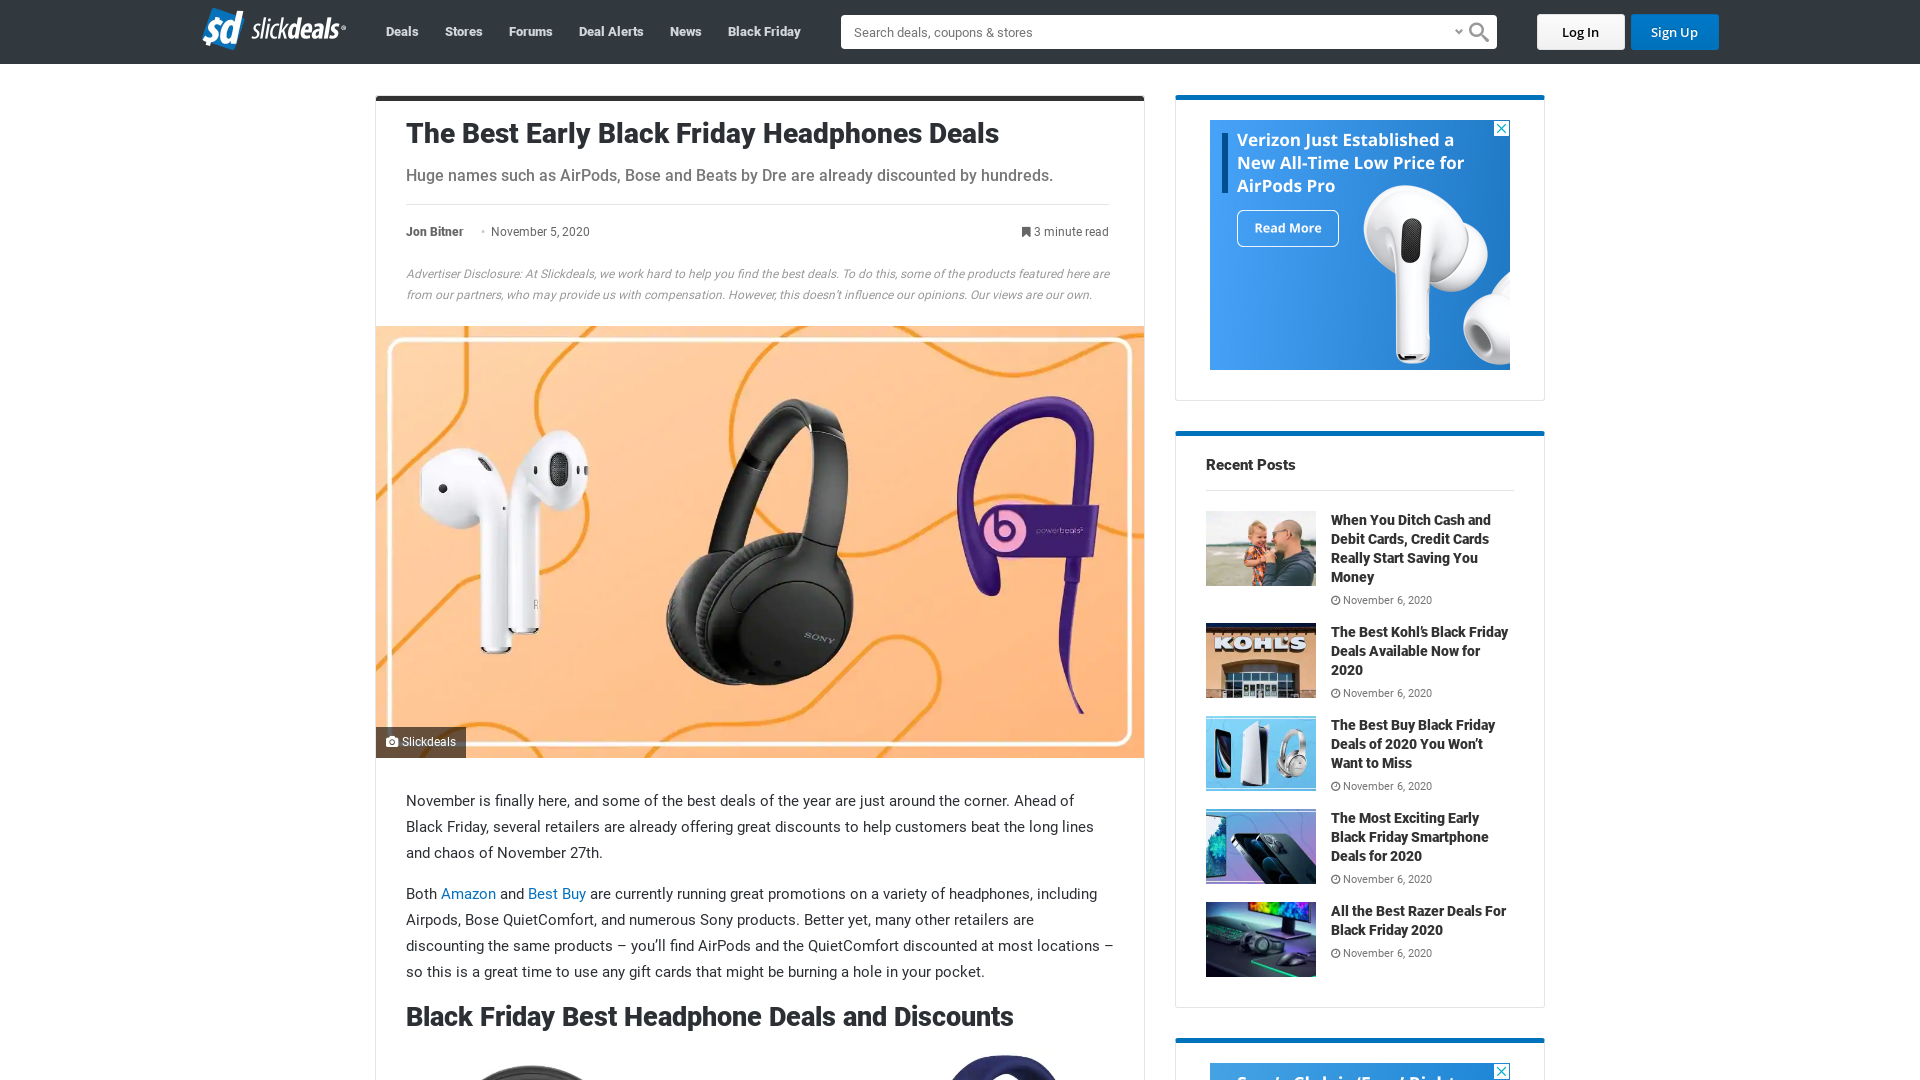 sd slickdeals
Deals
Stores
Forums
Deal Alerts
News
Black Friday
Search deals, coupons & stores
Log In
Sign Up
The Best Early Black Friday Headphones Deals
Huge names such as AirPods, Bose and Beats by Dre are already discounted by hundreds.
Jon Bitner
November 5, 2020
3 minute read
Advertiser Disclosure: At Slickdeals, we work hard to help you find the best deals. To do this, some of the products featured here are
from our partners, who may provide us with compensation. However, this doesn’t influence our opinions. Our views are our own.
R
SONY
b
powerbeats3
Slickdeals
November is finally here, and some of the best deals of the year are just around the corner. Ahead of
Black Friday, several retailers are already offering great discounts to help customers beat the long lines
and chaos of November 27th.
Both Amazon and Best Buy are currently running great promotions on a variety of headphones, including
Airpods, Bose QuietComfort, and numerous Sony products. Better yet, many other retailers are
discounting the same products – you’ll find AirPods and the QuietComfort discounted at most locations –
so this is a great time to use any gift cards that might be burning a hole in your pocket.
Black Friday Best Headphone Deals and Discounts
Verizon Just Established a
New All-Time Low Price for
AirPods Pro
Read More
Recent Posts
When You Ditch Cash and
Debit Cards, Credit Cards
Really Start Saving You
Money
November 6, 2020
KOHL'S
The Best Kohl’s Black Friday
Deals Available Now for
2020
November 6, 2020
The Best Buy Black Friday
Deals of 2020 You Won’t
Want to Miss
November 6, 2020
The Most Exciting Early
Black Friday Smartphone
Deals for 2020
November 6, 2020
All the Best Razer Deals For
Black Friday 2020
November 6, 2020